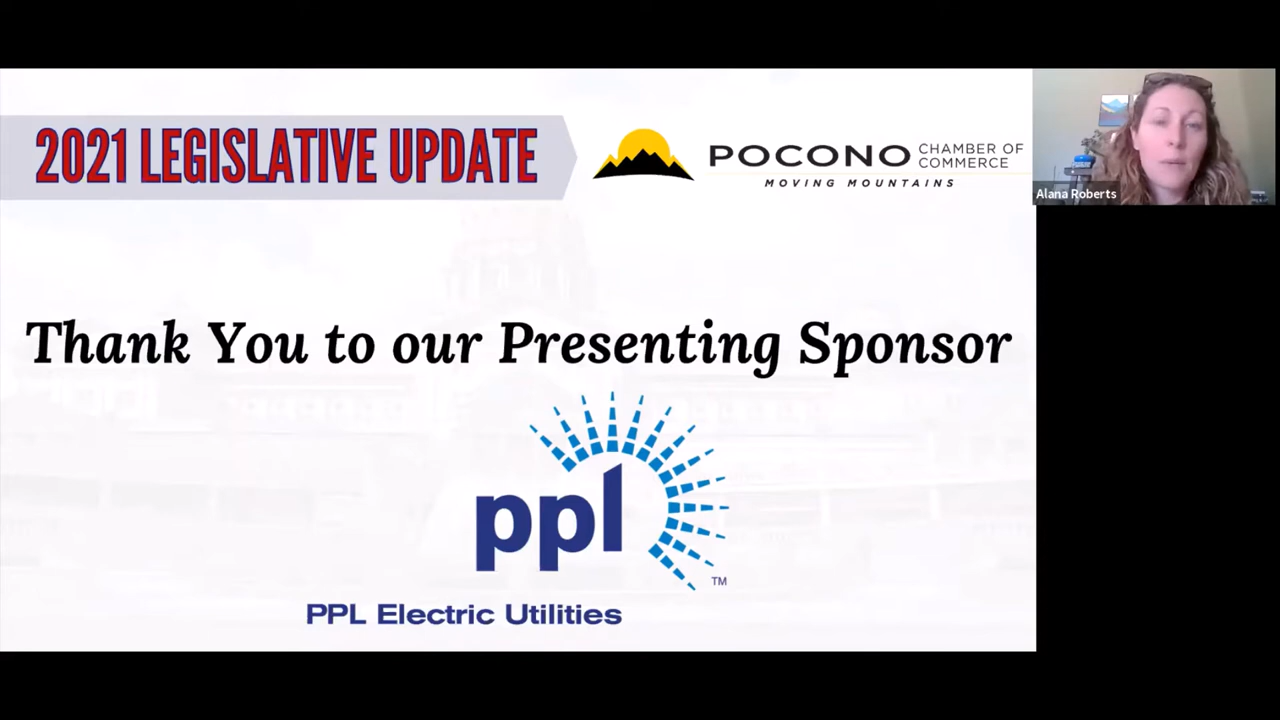 2021 LEGISLATIVE UPDATE
POCONO CHAMBER OF COMMERCE
MOVING MOUNTAINS
Alana Roberts
Thank You to our Presenting Sponsor
ppl
TM
PPL Electric Utilities